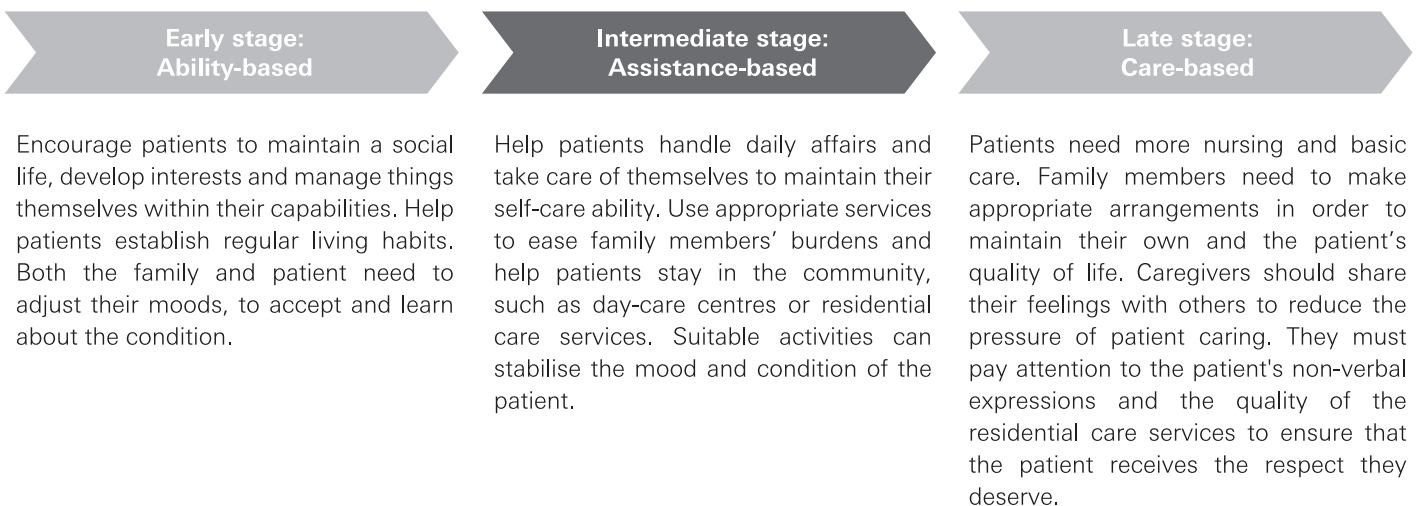 Early stage:
Ability-based
Encourage patients to maintain a social
life, develop interests and manage things
themselves within their capabilities. Help
patients establish regular living habits.
Both the family and patient need to
adjust their moods, to accept and learn
about the condition.
Intermediate stage:
Assistance-based
Help patients handle daily affairs and
take care of themselves to maintain their
self-care ability. Use appropriate services
to ease family members’ burdens and
help patients stay in the community,
such as day-care centres or residential
care services. Suitable activities can
stabilise the mood and condition of the
patient.
Late stage:
Care-based
Patients need more nursing and basic
care. Family members need to make
appropriate arrangements in order to
maintain their own and the patient’s
quality of life. Caregivers should share
their feelings with others to reduce the
pressure of patient caring. They must
pay attention to the patient's non-verbal
expressions and the quality of the
residential care services to ensure that
the patient receives the respect they
deserve.